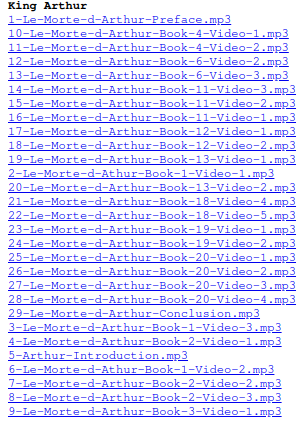 King Arthur
1-Le-Morte-d-Arthur-Preface.mp3
10-Le-Morte-d-Arthur-Book-4-Video-1.mp3
11-Le-Morte-d-Arthur-Book-4-Video-2.mp3
12-Le-Morte-d-Arthur-Book-6-Video-2.mp3
13-Le-Morte-d-Arthur-Book-6-Video-3.mp3
14-Le-Morte-d-Arthur-Book-11-Video-3.mp3
15-Le-Morte-d-Arthur-Book-11-Video-2.mp3
16-Le-Morte-d-Arthur-Book-11-Video-1.mp3
17-Le-Morte-d-Arthur-Book-12-Video-1.mp3
18-Le-Morte-d-Arthur-Book-12-Video-2.mp3
19-Le-Morte-d-Arthur-Book-13-Video-1.mp3
2-Le-Morte-d-Athur-Book-1-Video-1.mp3
20-Le-Morte-d-Arthur-Book-13-Video-2.mp3
21-Le-Morte-d-Arthur-Book-18-Video-4.mp3
22-Le-Morte-d-Arthur-Book-18-Video-5.mp3
23-Le-Morte-d-Arthur-Book-19-Video-1.mp3
24-Le-Morte-d-Arthur-Book-19-Video-2.mp3
25-Le-Morte-d-Arthur-Book-20-Video-1.mp3
26-Le-Morte-d-Arthur-Book-20-Video-2.mp3
27-Le-Morte-d-Arthur-Book-20-Video-3.mp3
28-Le-Morte-d-Arthur-Book-20-Video-4.mp3
29-Le-Morte-d-Arthur-Conclusion.mp3
3-Le-Morte-d-Arthur-Book-1-Video-3.mp3
4-Le-Morte-d-Arthur-Book-2-Video-1.mp3
5-Arthur-Introduction.mp3
6-Le-Morte-d-Athur-Book-1-Video-2.mp3
7-Le-Morte-d-Arthur-Book-2-Video-2.mp3
8-Le-Morte-d-Arthur-Book-2-Video-3.mp3
9-Le-Morte-d-Arthur-Book-3-Video-1.mp3